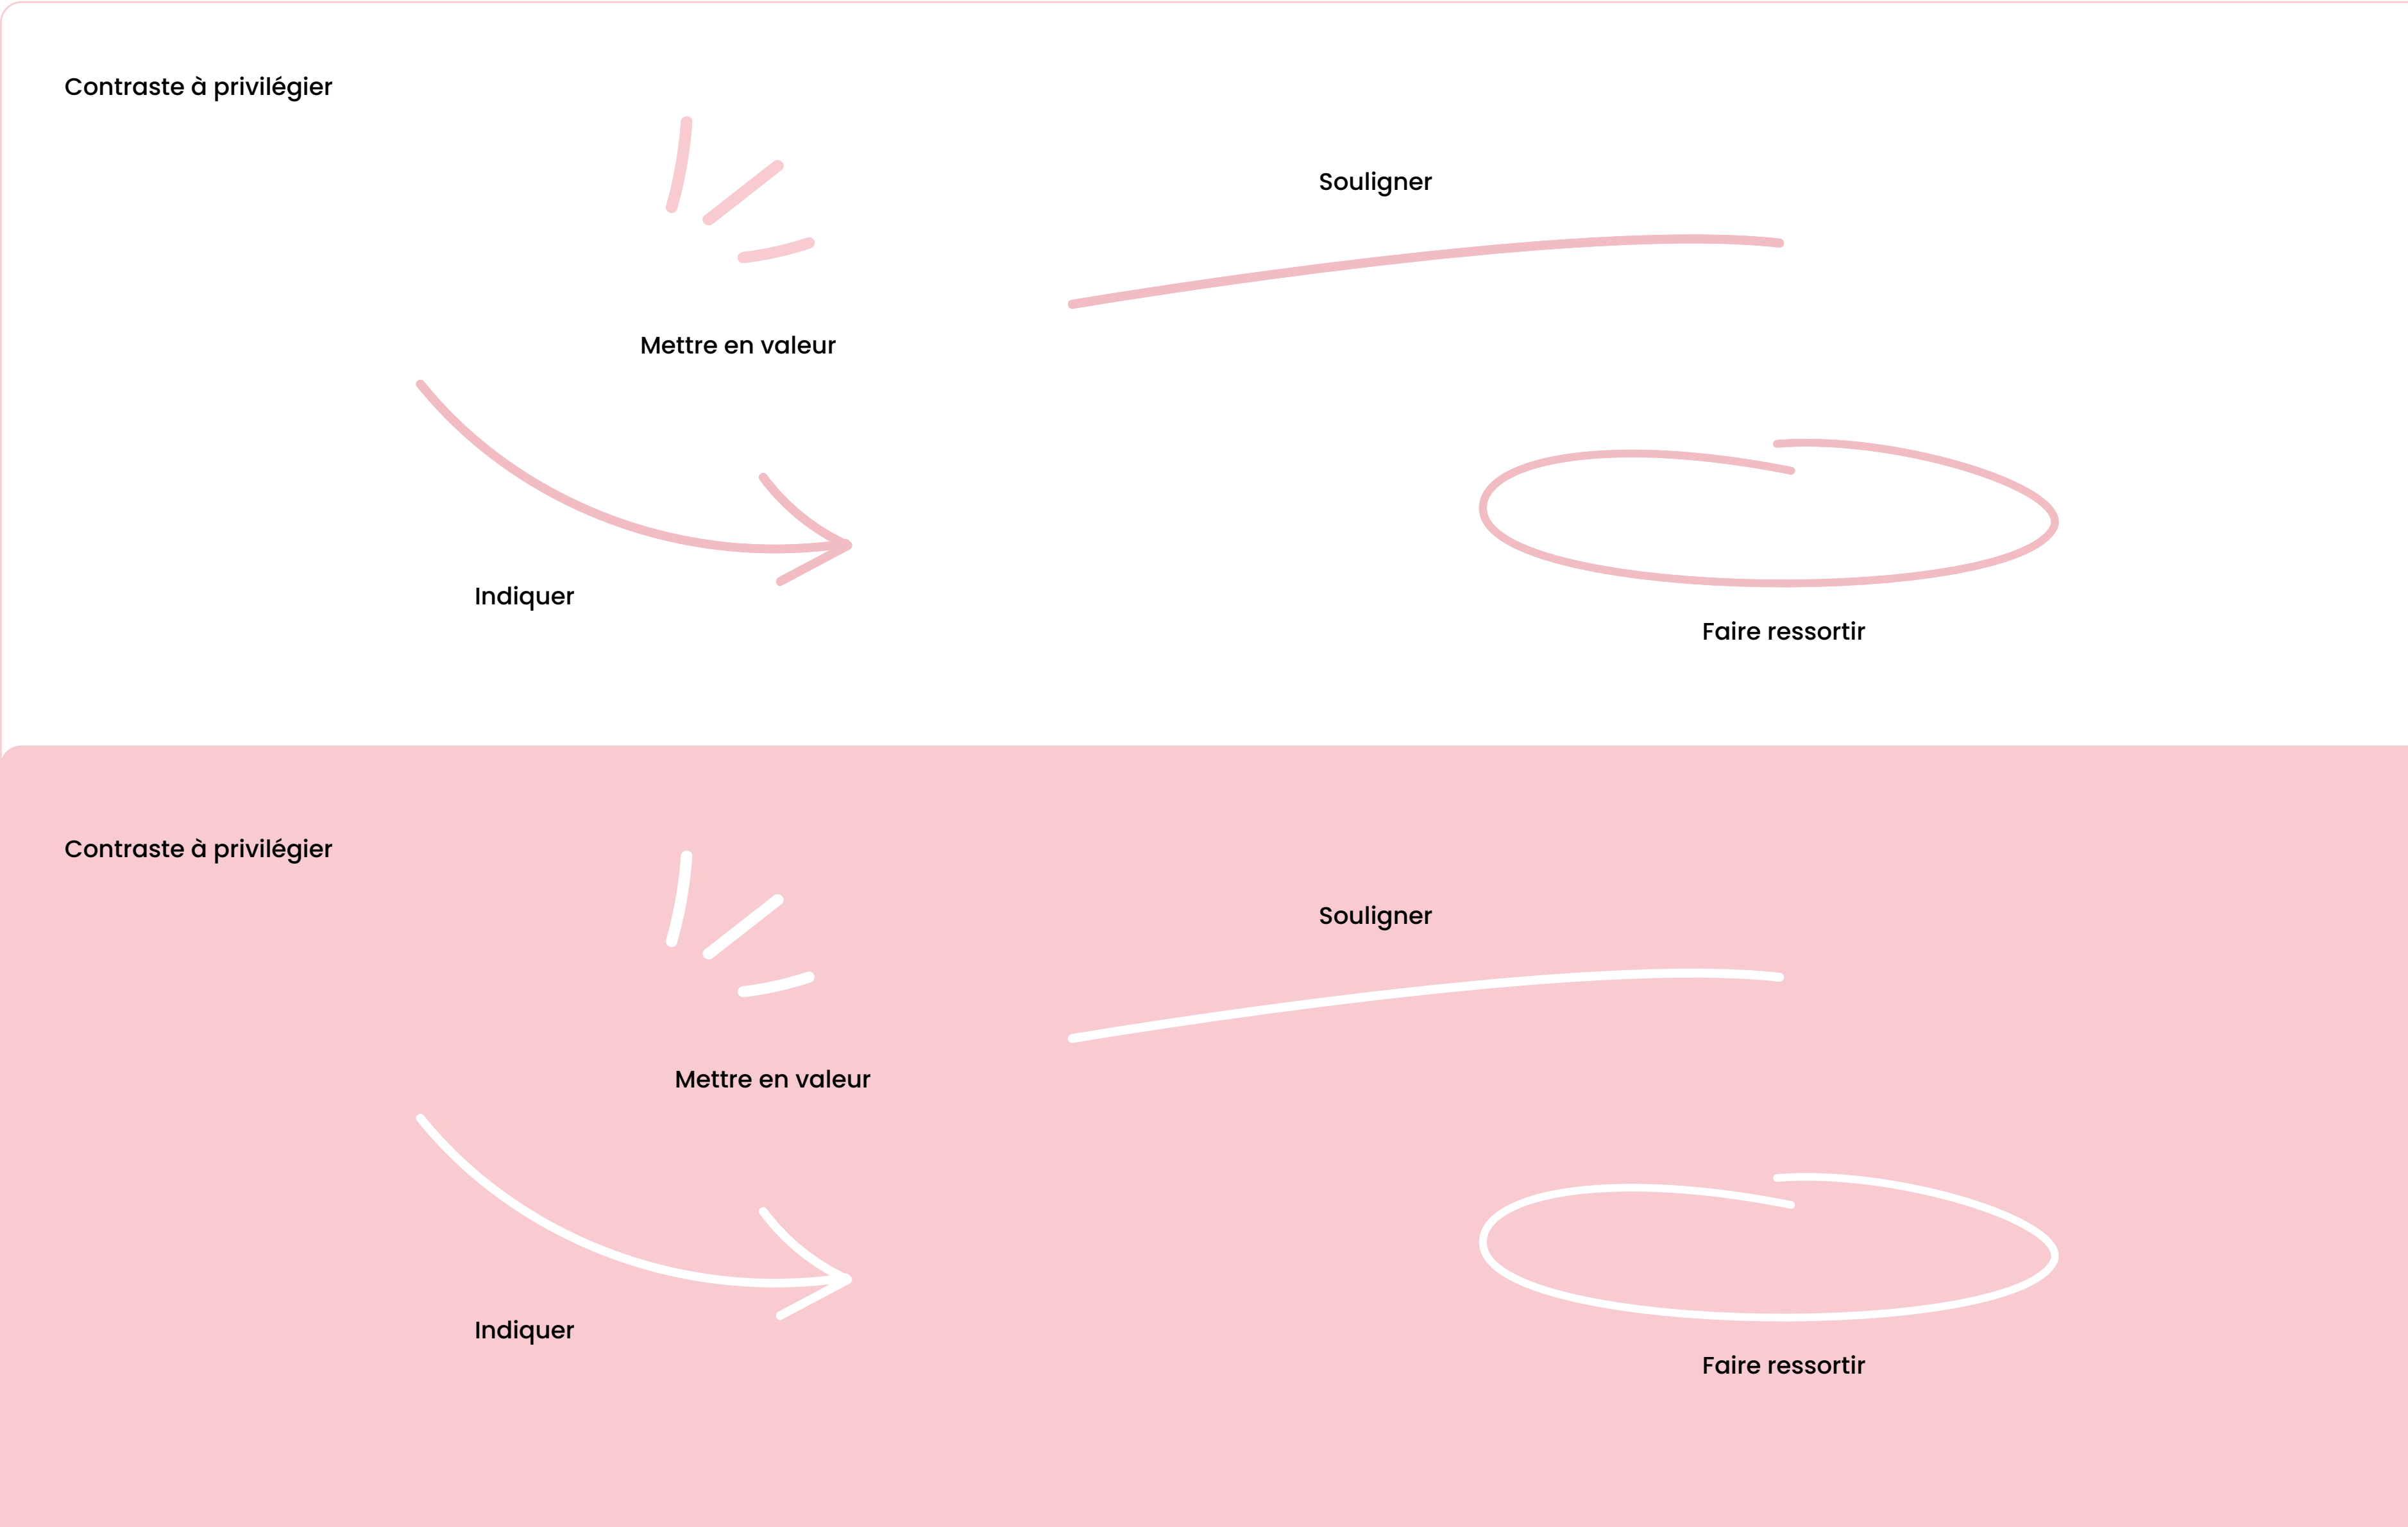 Contraste à privilégier
Souligner
Mettre en valeur
Indiquer
Faire ressortir
Contraste à privilégier
Souligner
Mettre en valeur
Indiquer
Faire ressortir